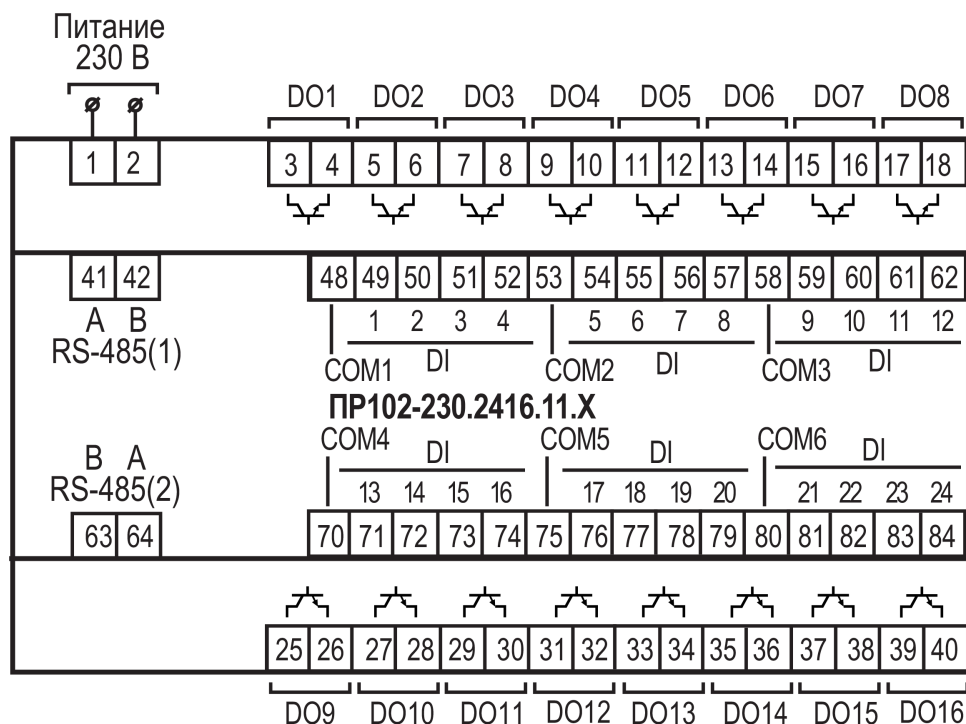 Питание
230 В
DO1 DO2 DO3 DO4 DO5 DO6 DO7 DO8
1 2 3 4 5 6 7 8 9 10 11 12 13 14 15 16 17 18
41 42 48 49 50 51 52 53 54 55 56 57 58 59 60 61 62
A B 1 2 3 4 5 6 7 8 9 10 11 12
RS-485(1) COM1 DI COM2 DI COM3 DI
ПР102-230.2416.11.X
COM4 DI COM5 DI COM6 DI
B A 13 14 15 16 17 18 19 20 21 22 23 24
RS-485(2)
63 64 70 71 72 73 74 75 76 77 78 79 80 81 82 83 84
25 26 27 28 29 30 31 32 33 34 35 36 37 38 39 40
DO9 DO10 DO11 DO12 DO13 DO14 DO15 DO16